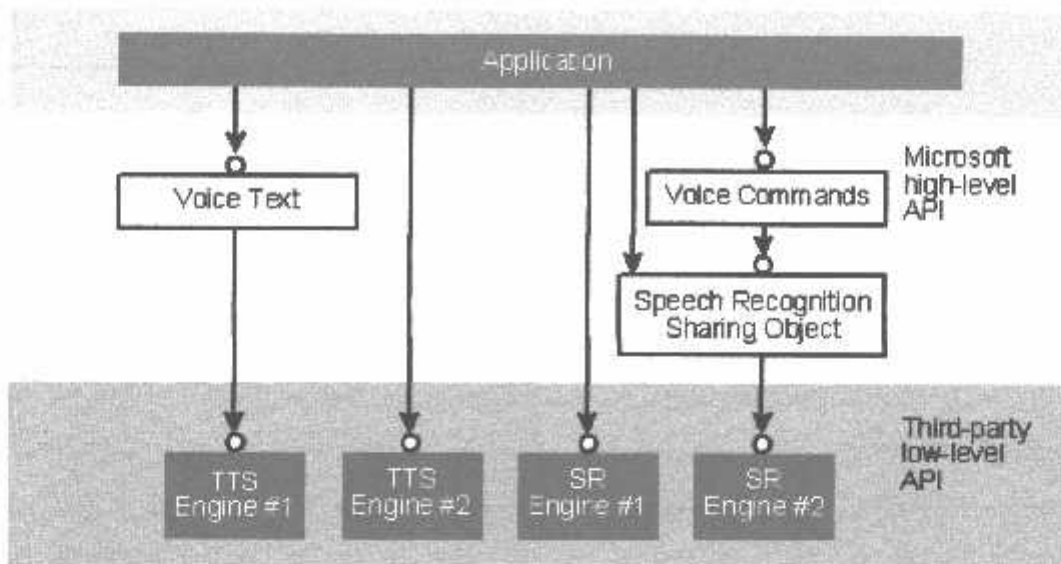 Application
Voice Text
Voice Commands
Microsoft
high-level
API
Speech Recognition
Sharing Object
Third-party
low-level
API
TTS
Engine #1
TTS
Engine #2
SR
Engine #1
SR
Engine #2